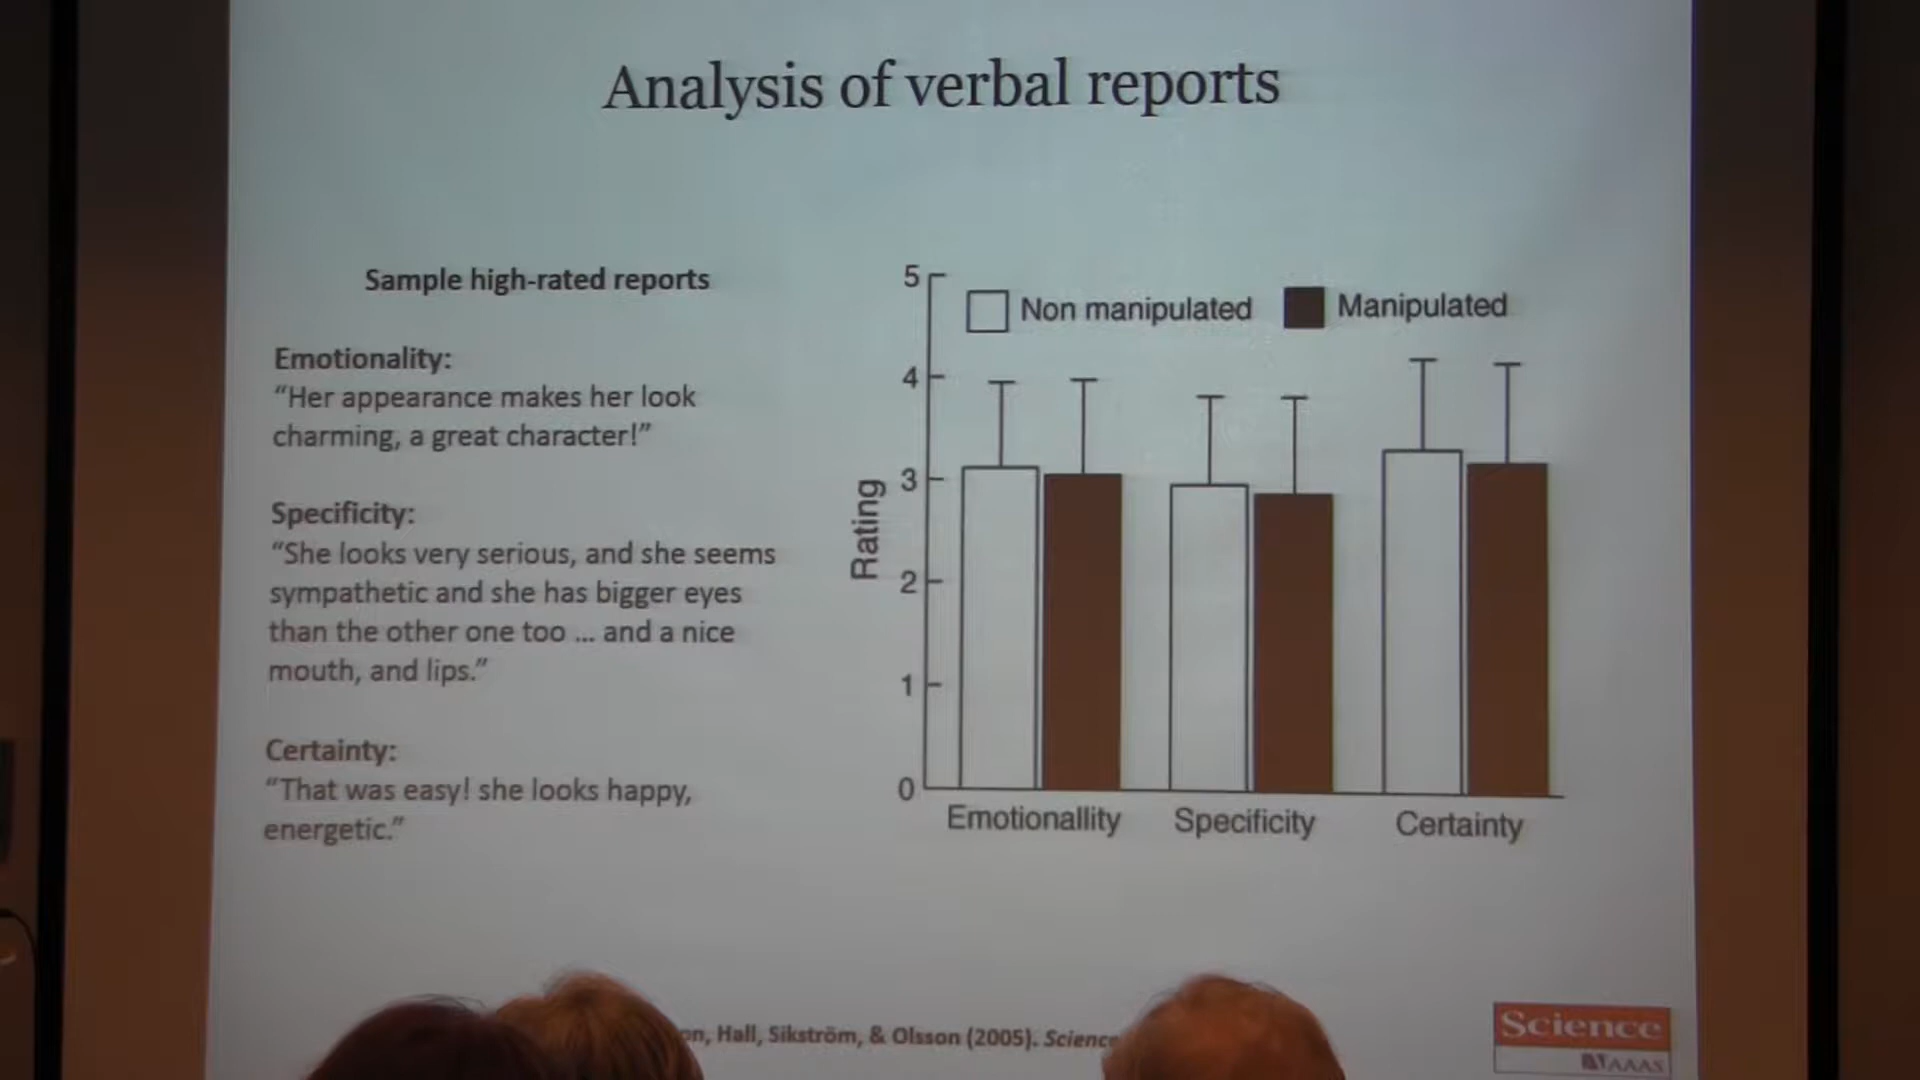 Analysis of verbal reports
Sample high-rated reports
Emotionality:
“Her appearance makes her look
charming, a great character!”
Specificity:
“She looks very serious, and she seems
sympathetic and she has bigger eyes
than the other one too ... and a nice
mouth, and lips.”
Certainty:
“That was easy! she looks happy,
energetic.”
5
4
3
2
1
0
Rating
Non manipulated
Manipulated
Emotionallity
Specificity
Certainty
Hall, Sikström, & Olsson (2005). Science
Science
AAAS